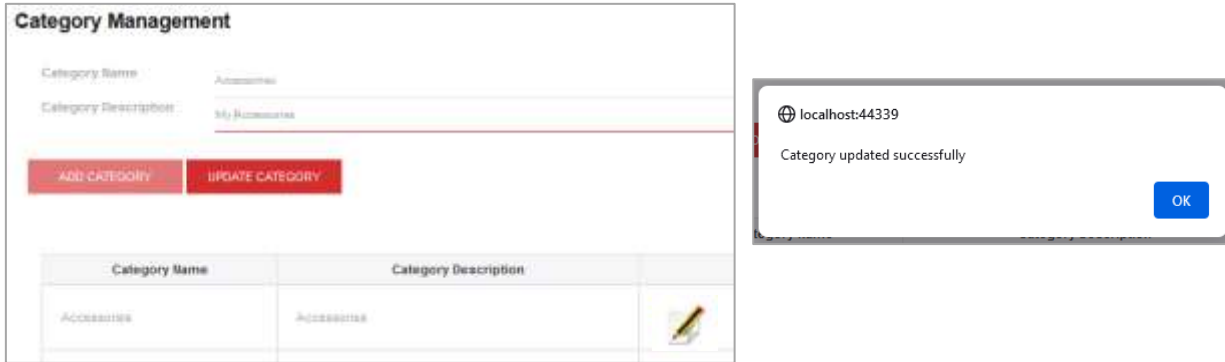 Category Management
Category Name
Accessories
Category Description
My Accessories
ADD CATEGORY
UPDATE CATEGORY
Category Name
Category Description
Accessories
Accessories
localhost:44339
Category updated successfully
OK